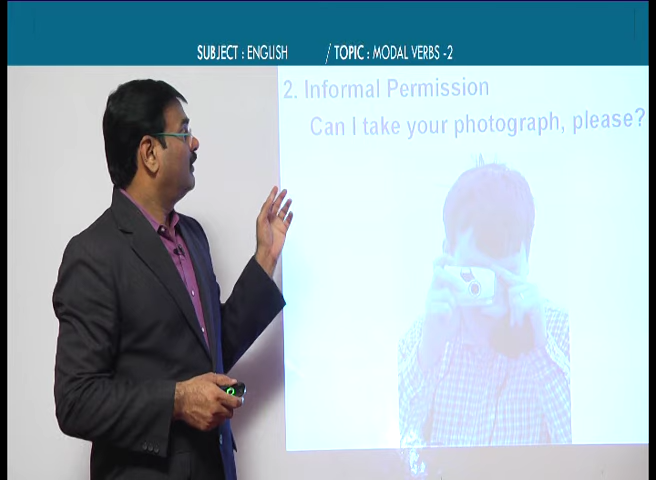 SUBJECT : ENGLISH / TOPIC : MODAL VERBS -2
2. Informal Permission
Can I take your photograph, please?